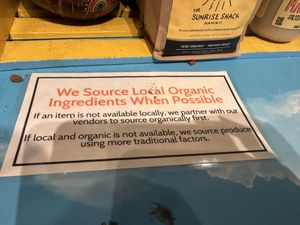 THE
SUNRISE SHACK
HAWAII
We Source Local Organic
Ingredients When Possible
If an item is not available locally, we partner with our
vendors to source organically first.
If local and organic is not available, we source produce
using more traditional factors.